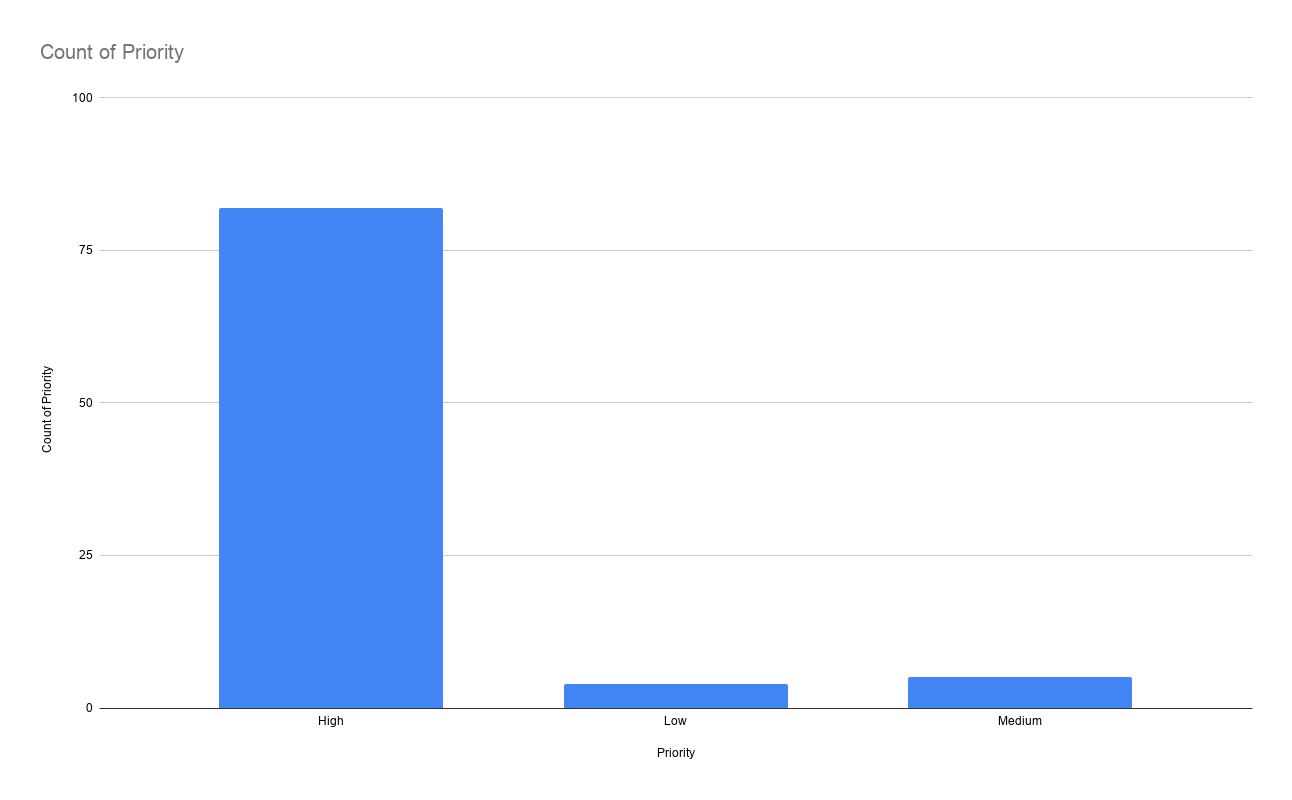 Count of Priority
100
75
50
25
0
Count of Priority
High
Low
Medium
Priority